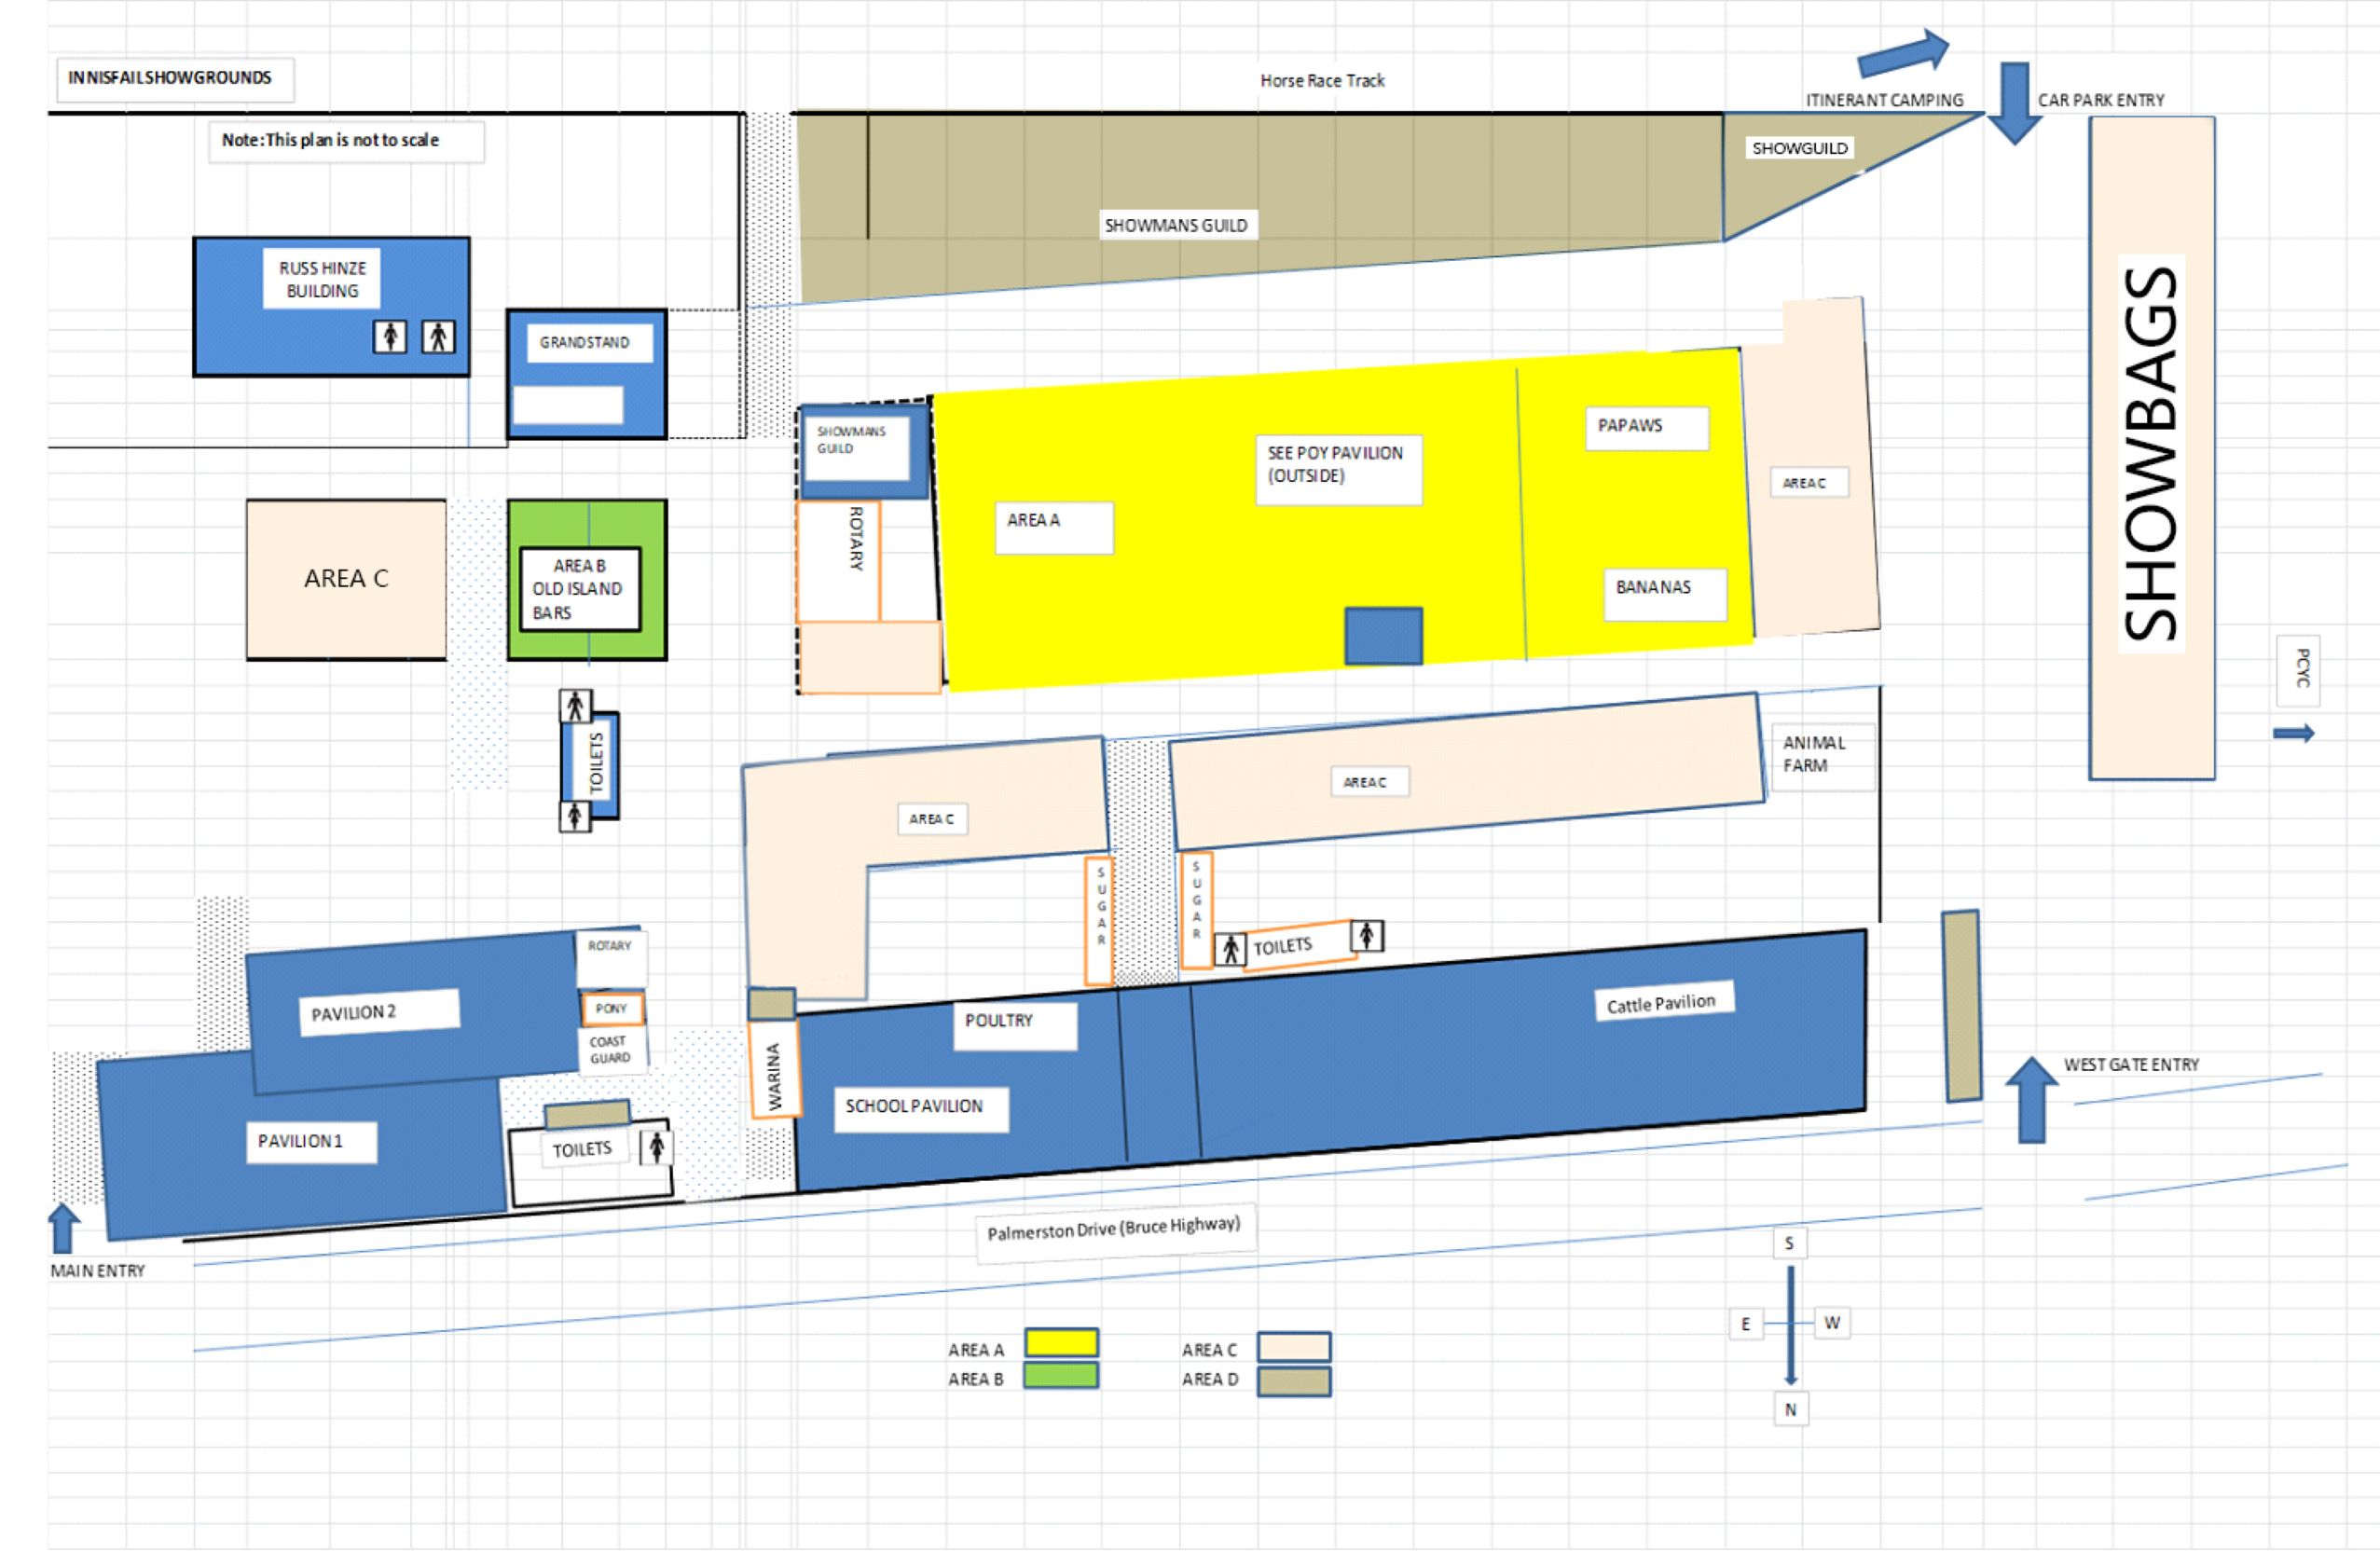 INNISFAIL SHOWGROUNDS
Horse Race Track
ITINERANT CAMPING
CAR PARK ENTRY
Note:This plan is not to scale
SHOWGUILD
SHOWMANS GUILD
RUSS HINZE
BUILDING
GRANDSTAND
SHOWBAGS
SHOWMANS
GUILD
PAPAWS
SEE POY PAVILION
(OUTSIDE)
AREA C
ROTARY
AREA A
AREA C
AREA B
OLD ISLAND
BARS
BANANAS
PCYC
TOILETS
ANIMAL
FARM
AREA C
AREA C
SUGAR
SUGAR
TOILETS
ROTARY
PAVILION 2
PONY
COAST
GUARD
Cattle Pavilion
POULTRY
WARINA
SCHOOL PAVILION
WEST GATE ENTRY
PAVILION 1
TOILETS
Palmerston Drive (Bruce Highway)
MAIN ENTRY
S
E
W
N
AREA A
AREA C
AREA B
AREA D